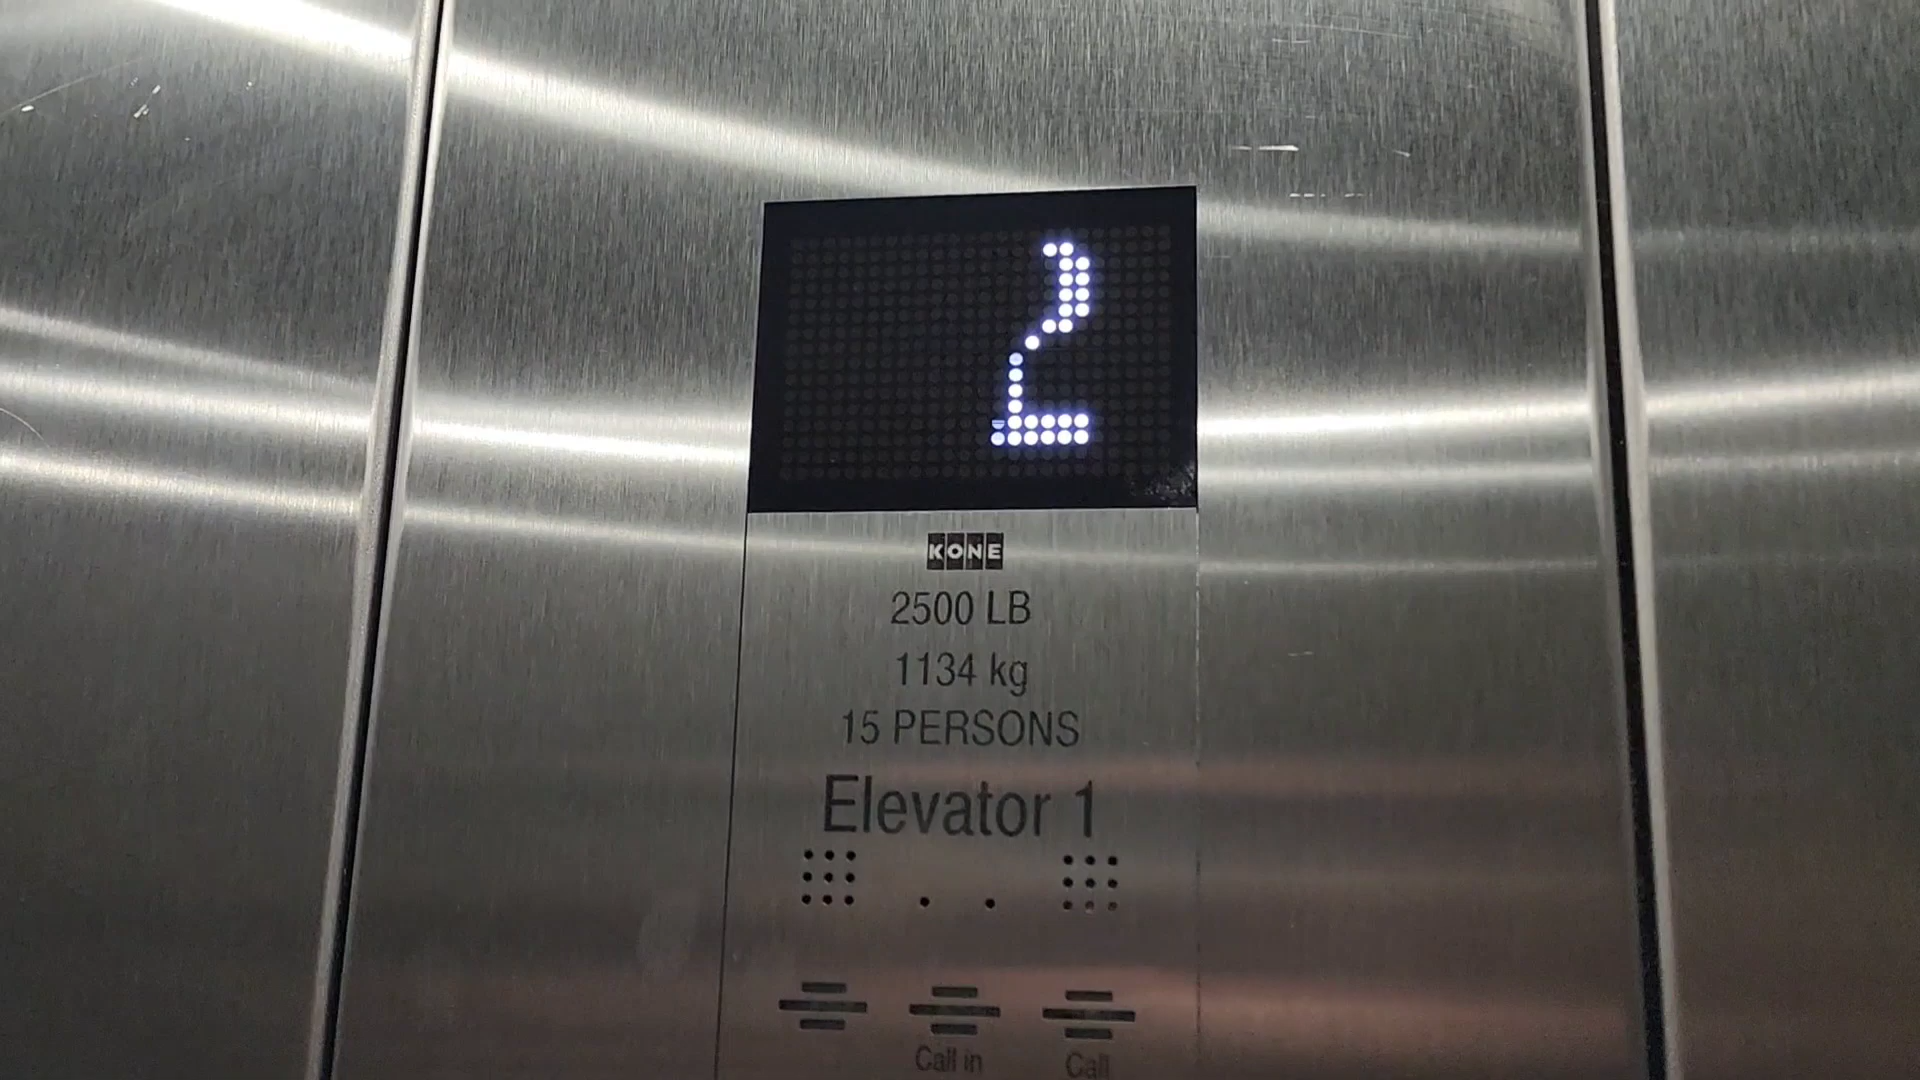 2
KONE
2500 LB
1134 kg
15 PERSONS
Elevator 1
Call in
Call